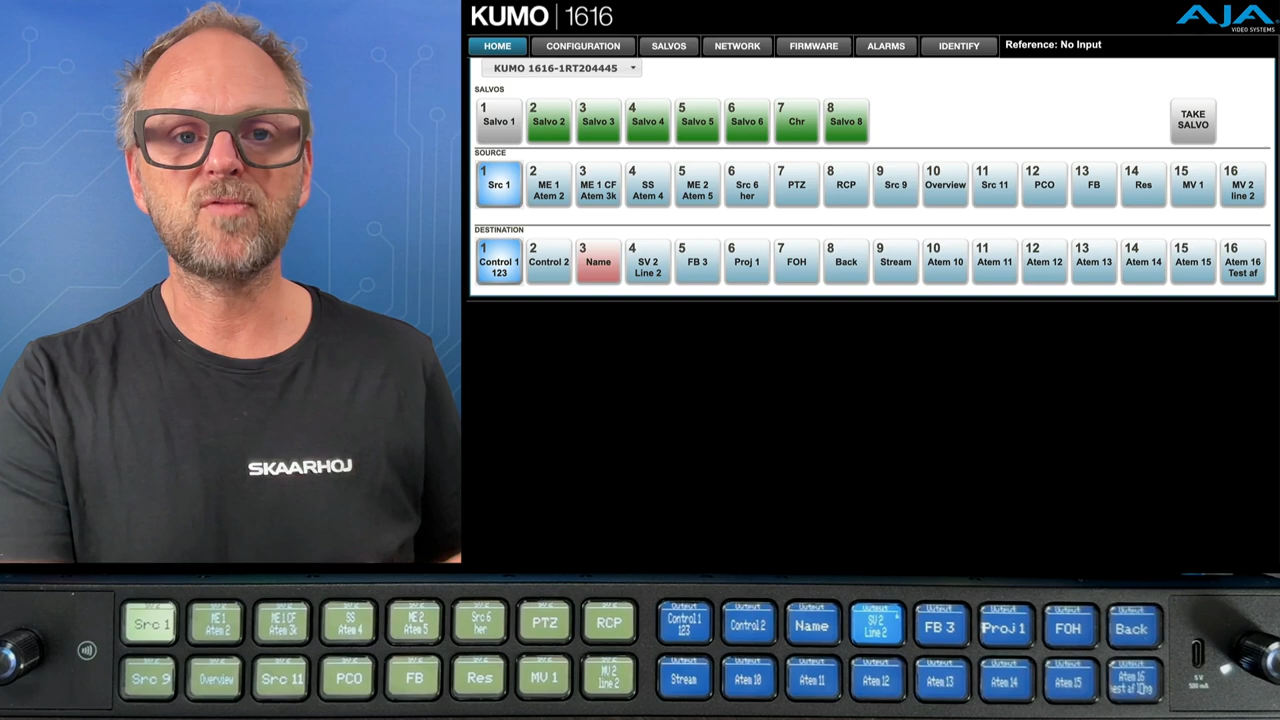 KUMO | 1616
AJA
VIDEO SYSTEMS
HOME
CONFIGURATION
SALVOS
NETWORK
FIRMWARE
ALARMS
IDENTIFY
Reference: No Input
KUMO 1616-1RT204445
SALVOS
1
Salvo 1
2
Salvo 2
3
Salvo 3
4
Salvo 4
5
Salvo 5
6
Salvo 6
7
Chr
8
Salvo 8
TAKE
SALVO
SOURCE
1
Src 1
2
ME 1
Atem 2
3
ME 1 CF
Atem 3k
4
SS
Atem 4
5
ME 2
Atem 5
6
Src 6
her
7
PTZ
8
RCP
9
Src 9
10
Overview
11
Src 11
12
PCO
13
FB
14
Res
15
MV 1
16
MV 2
line 2
DESTINATION
1
Control 1
123
2
Control 2
3
Name
4
SV 2
Line 2
5
FB 3
6
Proj 1
7
FOH
8
Back
9
Stream
10
Atem 10
11
Atem 11
12
Atem 12
13
Atem 13
14
Atem 14
15
Atem 15
16
Atem 16
Test af
SKAARHOJ
Src 1
ME 1
Atem 2
ME 1 CF
Atem 3k
SS
Atem 4
ME 2
Atem 5
Src 6
her
PTZ
RCP
Output
Control 1
123
Output
Control 2
Output
Name
Output
SV 2
Line 2
Output
FB 3
Output
Proj 1
Output
FOH
Output
Back
Src 9
Overview
Src 11
PCO
FB
Res
MV 1
MV 2
line 2
Stream
Atem 10
Atem 11
Atem 12
Atem 13
Atem 14
Atem 15
Atem 16
5V